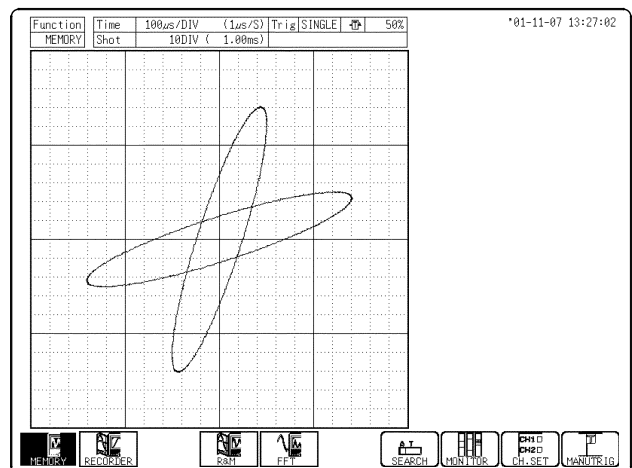 Function Time 100µs/DIV (1µs/S) Trig SINGLE 50% '01-11-07 13:27:02
MEMORY Shot 10DIV ( 1.00ms)
MEMORY RECORDER R&M FFT SEARCH MONITOR CH1 CH2 CH.SET MANUTRIG